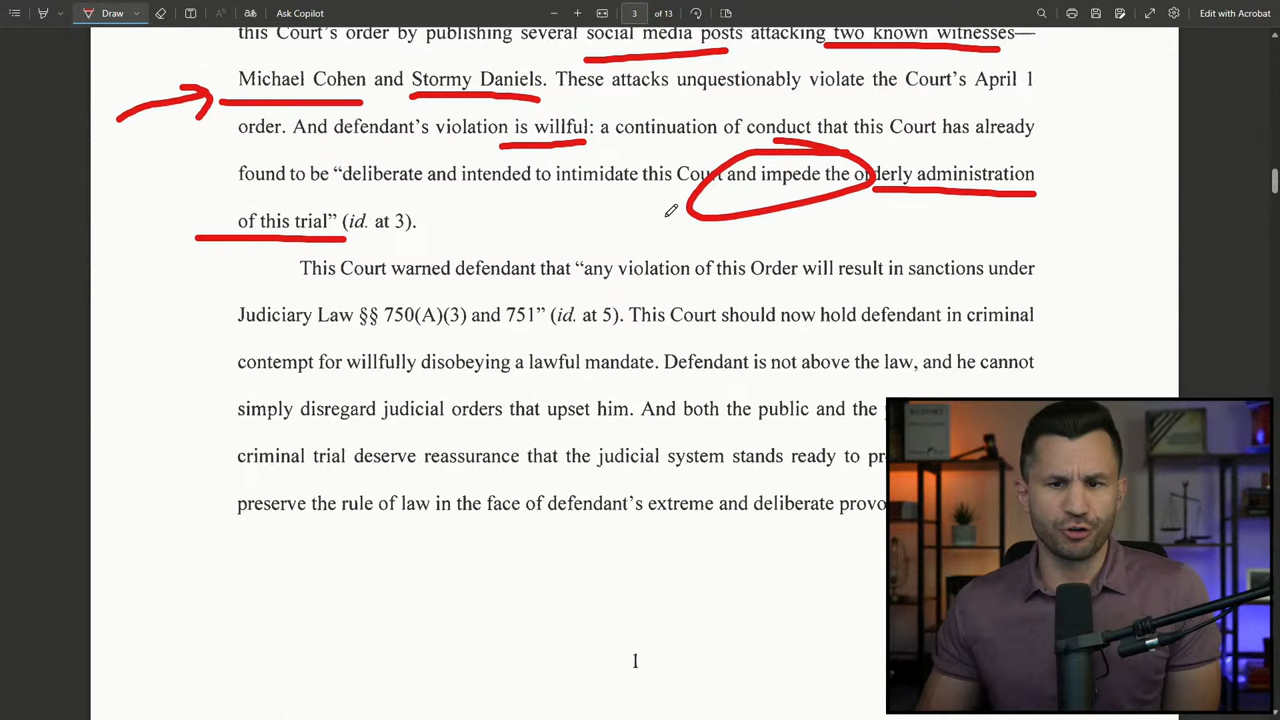 Draw
Ask Copilot
3 of 13
Edit with Acrobat
this Court's order by publishing several social media posts attacking two known witnesses—
Michael Cohen and Stormy Daniels. These attacks unquestionably violate the Court's April 1
order. And defendant's violation is willful: a continuation of conduct that this Court has already
found to be “deliberate and intended to intimidate this Court and impede the orderly administration
of this trial” (id. at 3).
This Court warned defendant that “any violation of this Order will result in sanctions under
Judiciary Law §§ 750(A)(3) and 751” (id. at 5). This Court should now hold defendant in criminal
contempt for willfully disobeying a lawful mandate. Defendant is not above the law, and he cannot
simply disregard judicial orders that upset him. And both the public and the
criminal trial deserve reassurance that the judicial system stands ready to
preserve the rule of law in the face of defendant's extreme and deliberate
1